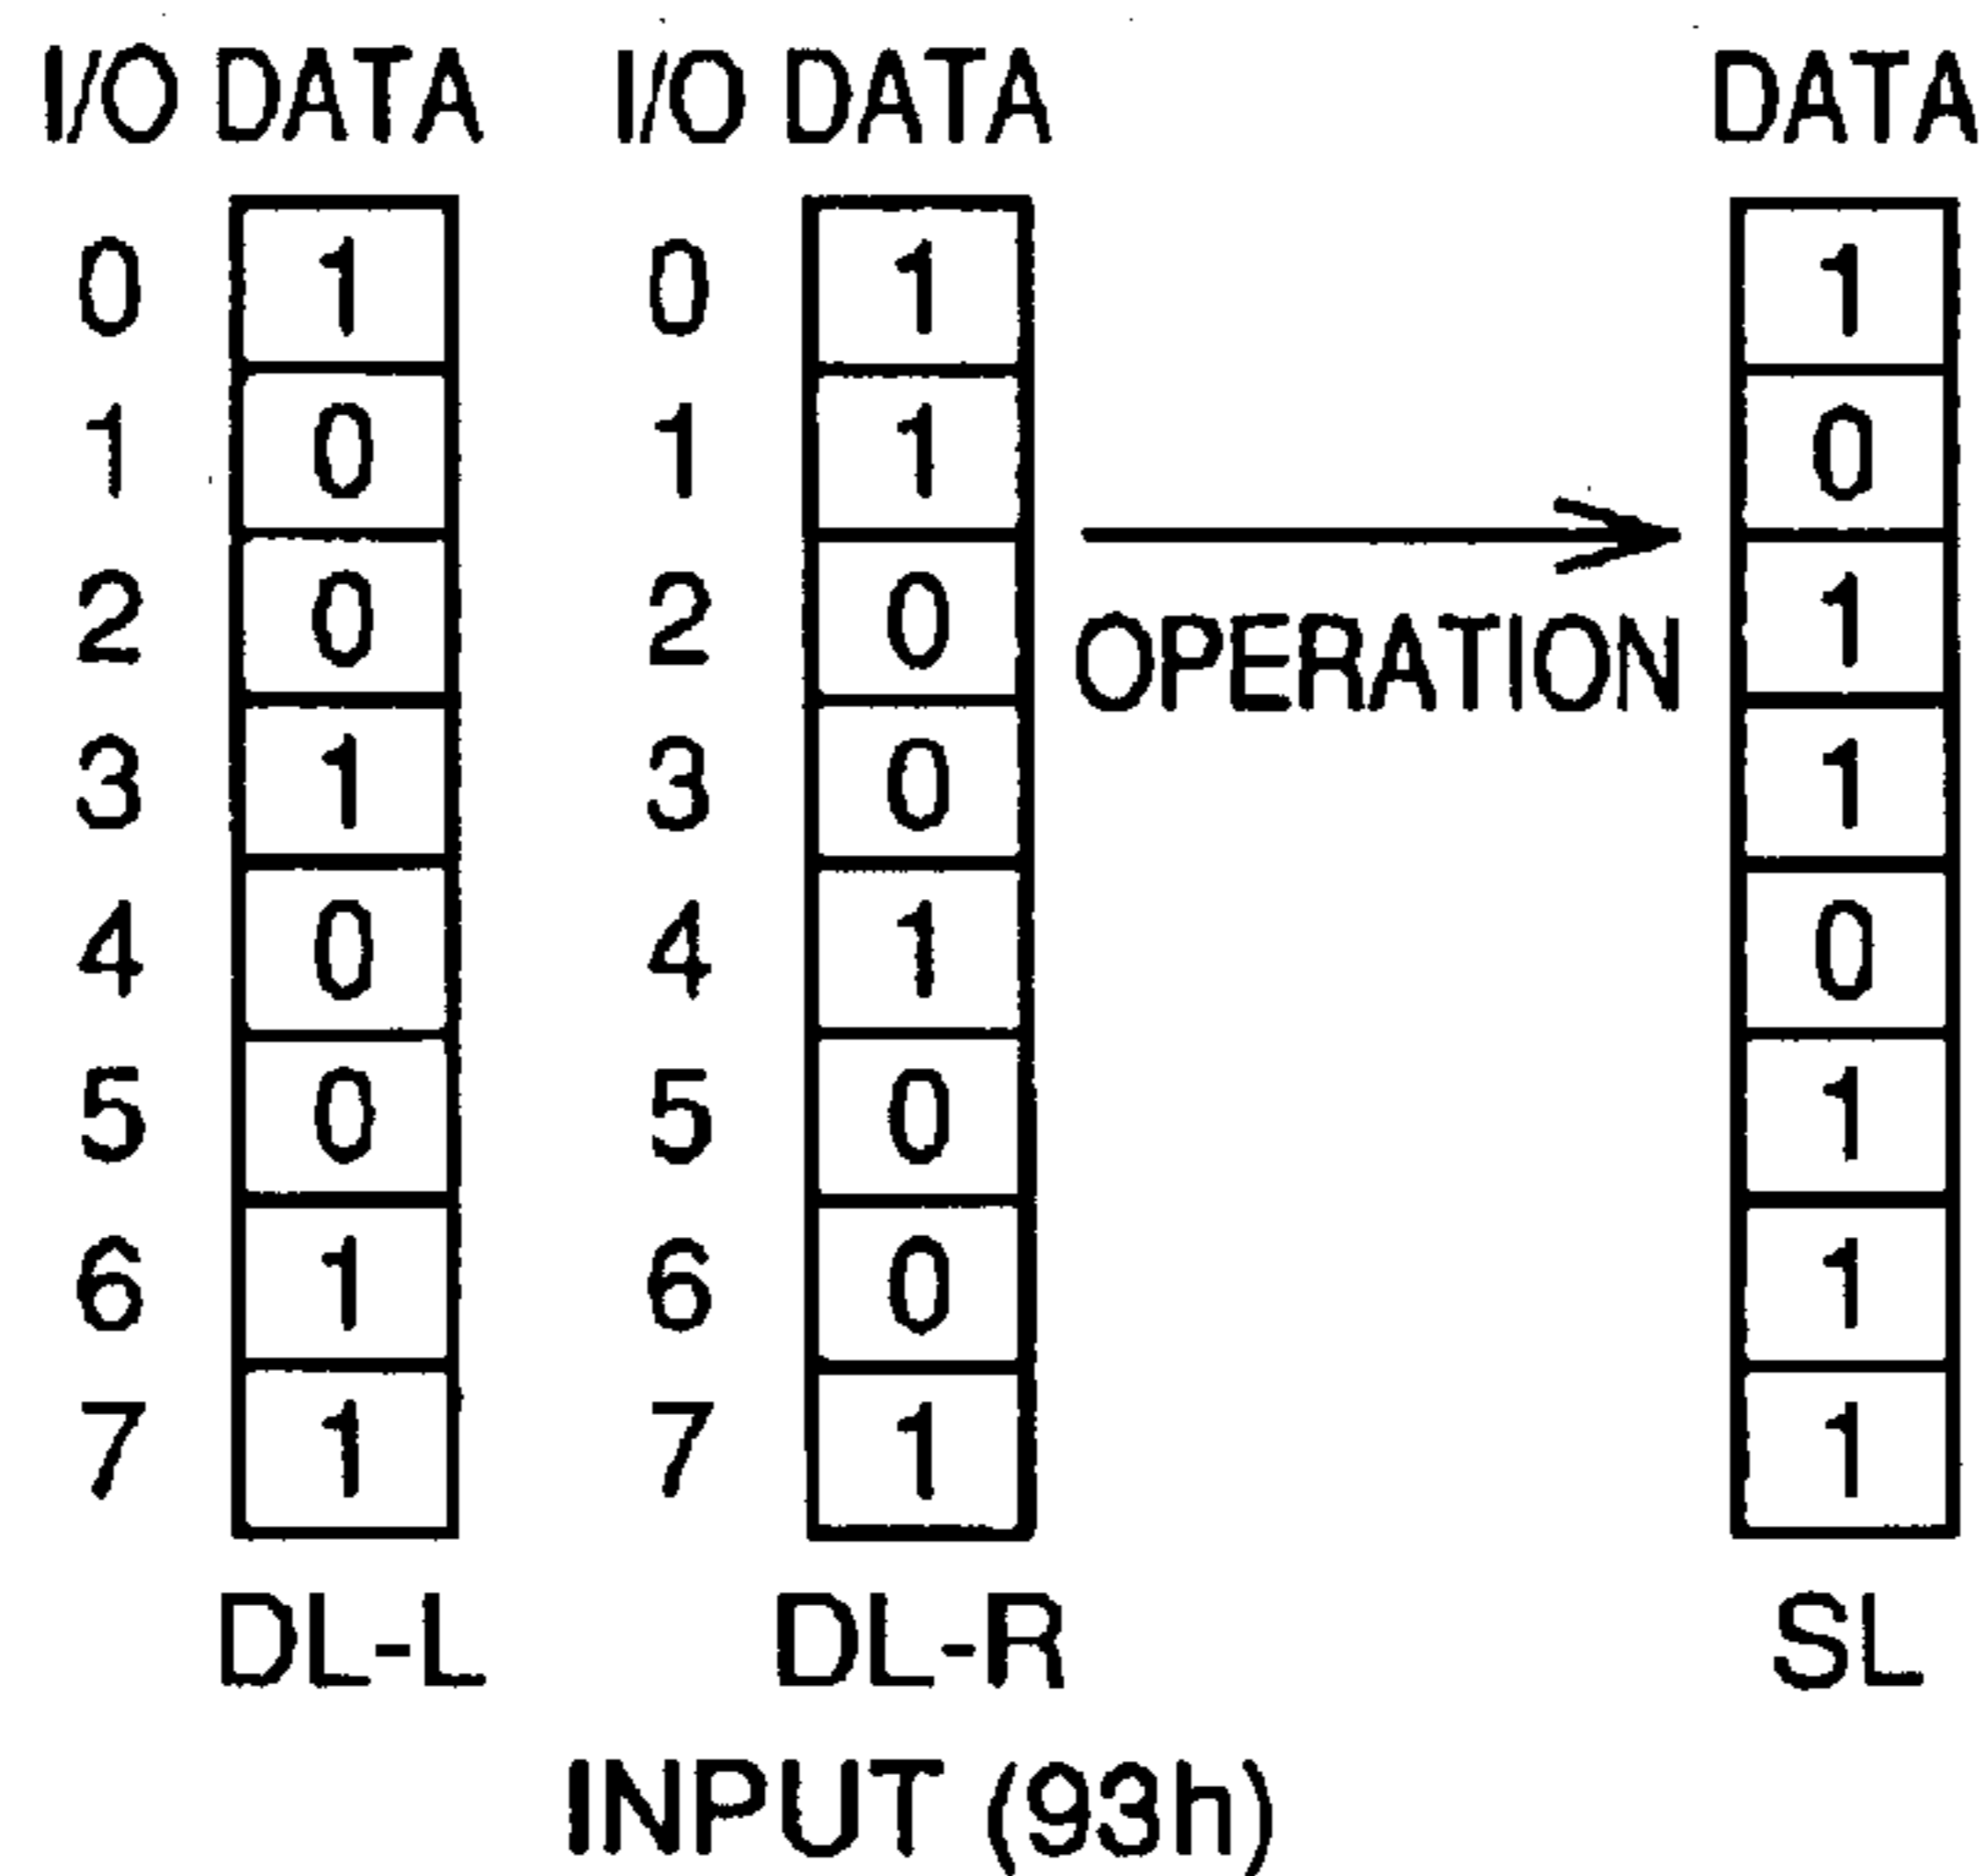 I/O DATA I/O DATA DATA
0 1 0 1 1
1 0 1 1 0
2 0 2 0 1
OPERATION
3 1 3 0 1
4 0 4 1 0
5 0 5 0 1
6 1 6 0 1
7 1 7 1 1
DL-L DL-R SL
INPUT (93h)